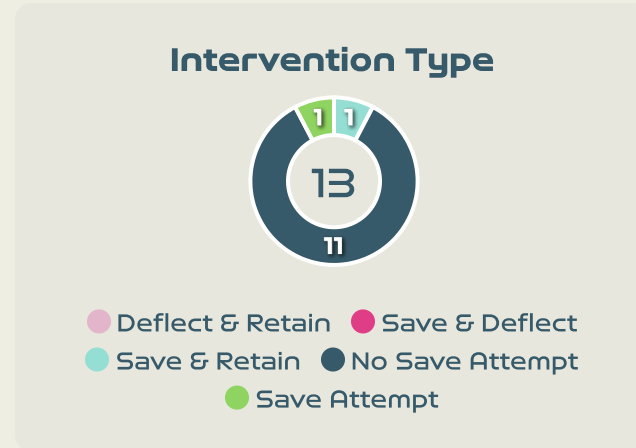 Intervention Type
1 1
13
11
Deflect & Retain Save & Deflect
Save & Retain No Save Attempt
Save Attempt